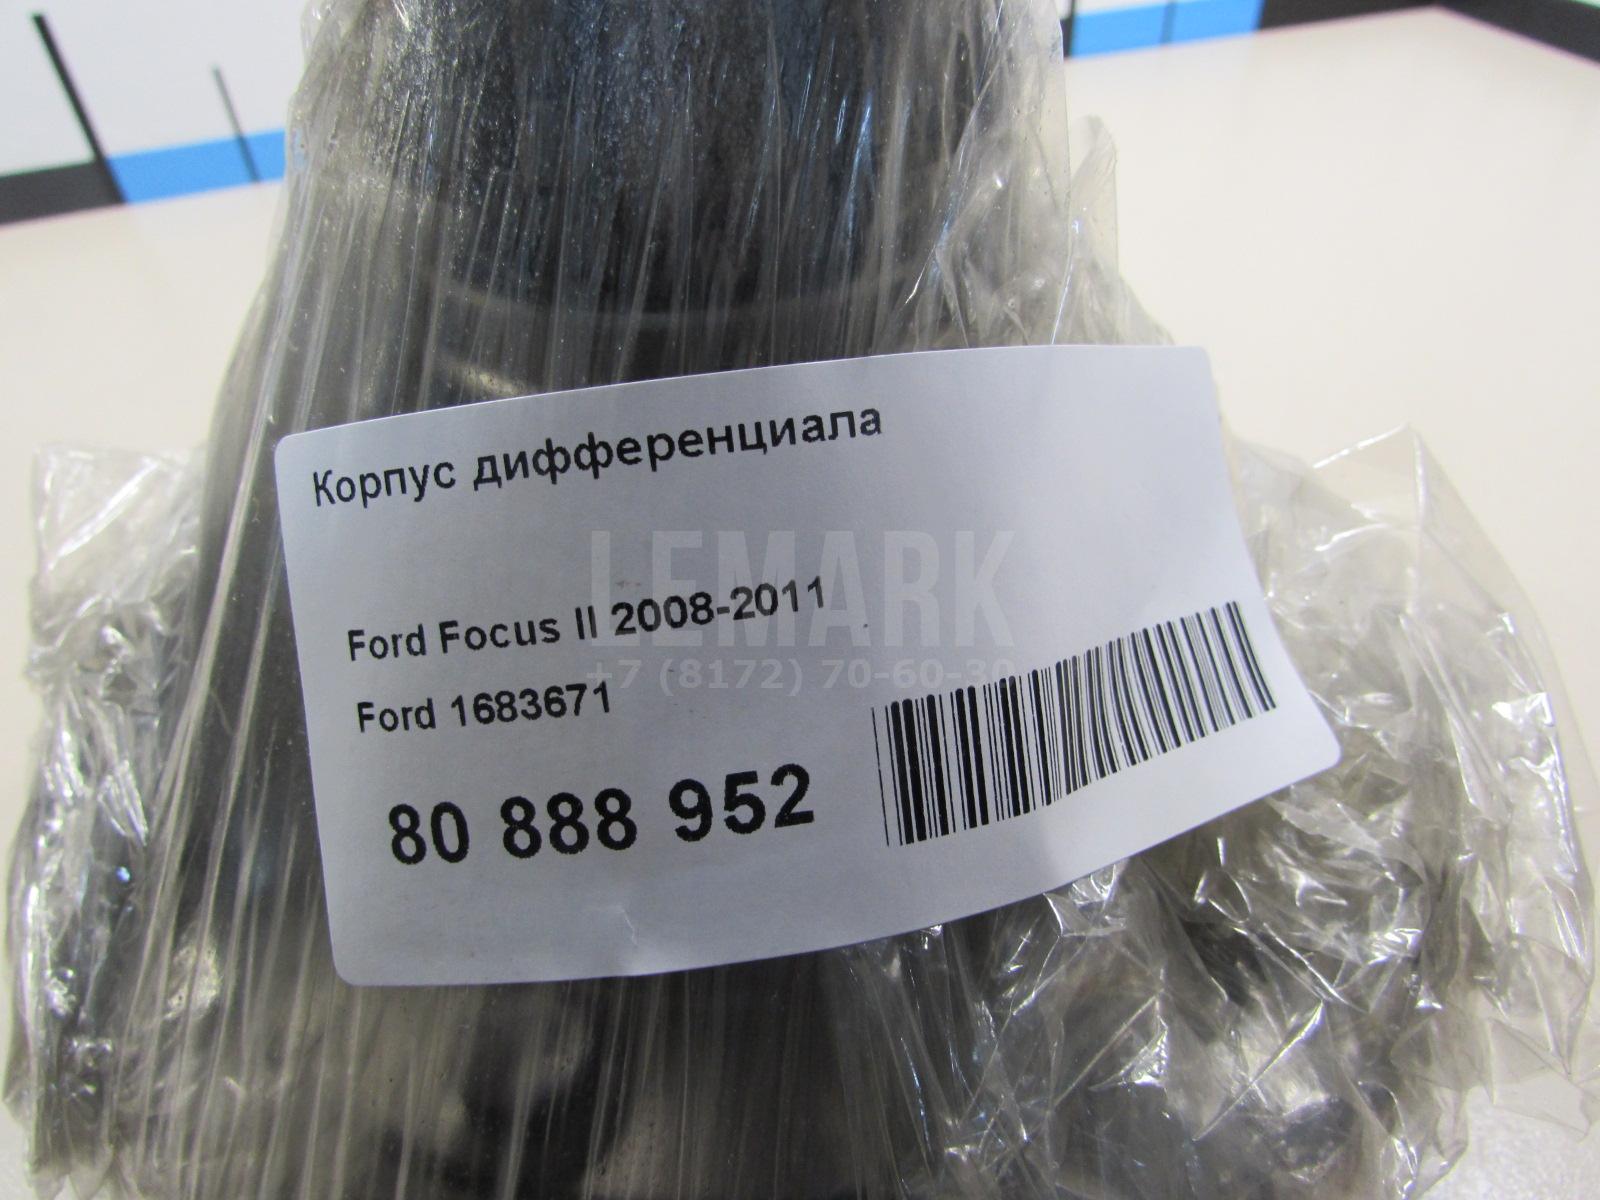 Корпус дифференциала
LEMARK
Ford Focus II 2008-2011
+7 (8172) 70-60-30
Ford 1683671
80 888 952